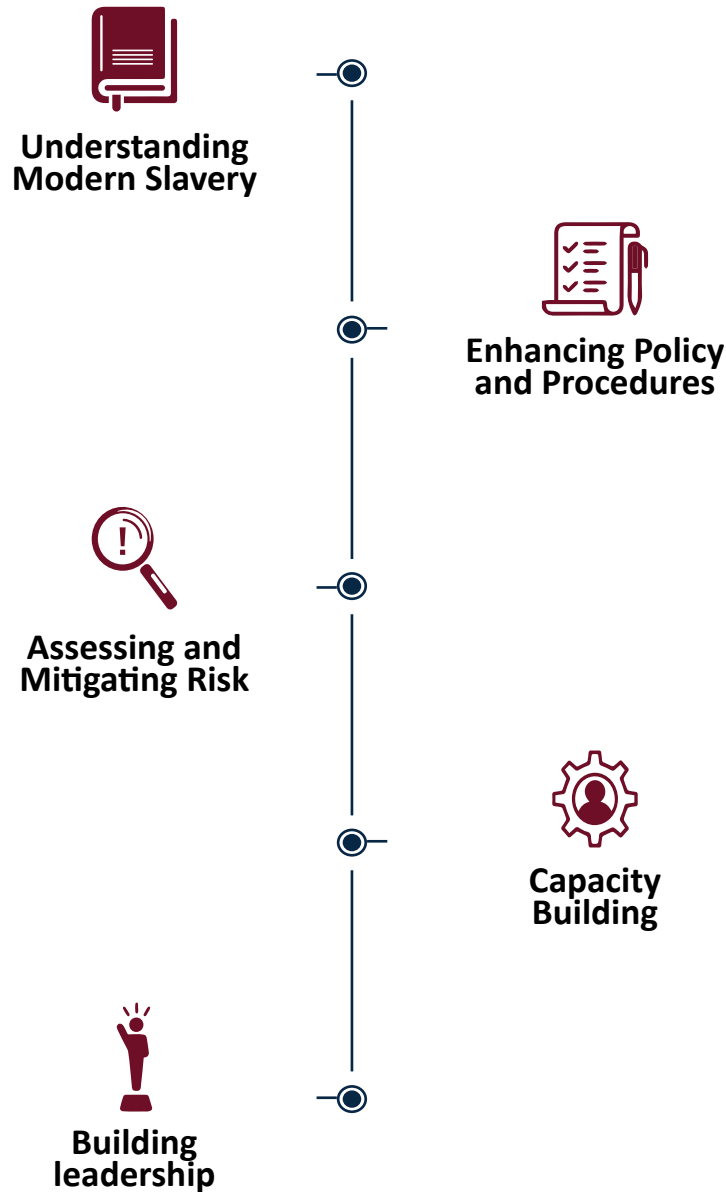 Understanding
Modern Slavery
Enhancing Policy
and Procedures
Assessing and
Mitigating Risk
Capacity
Building
Building
leadership